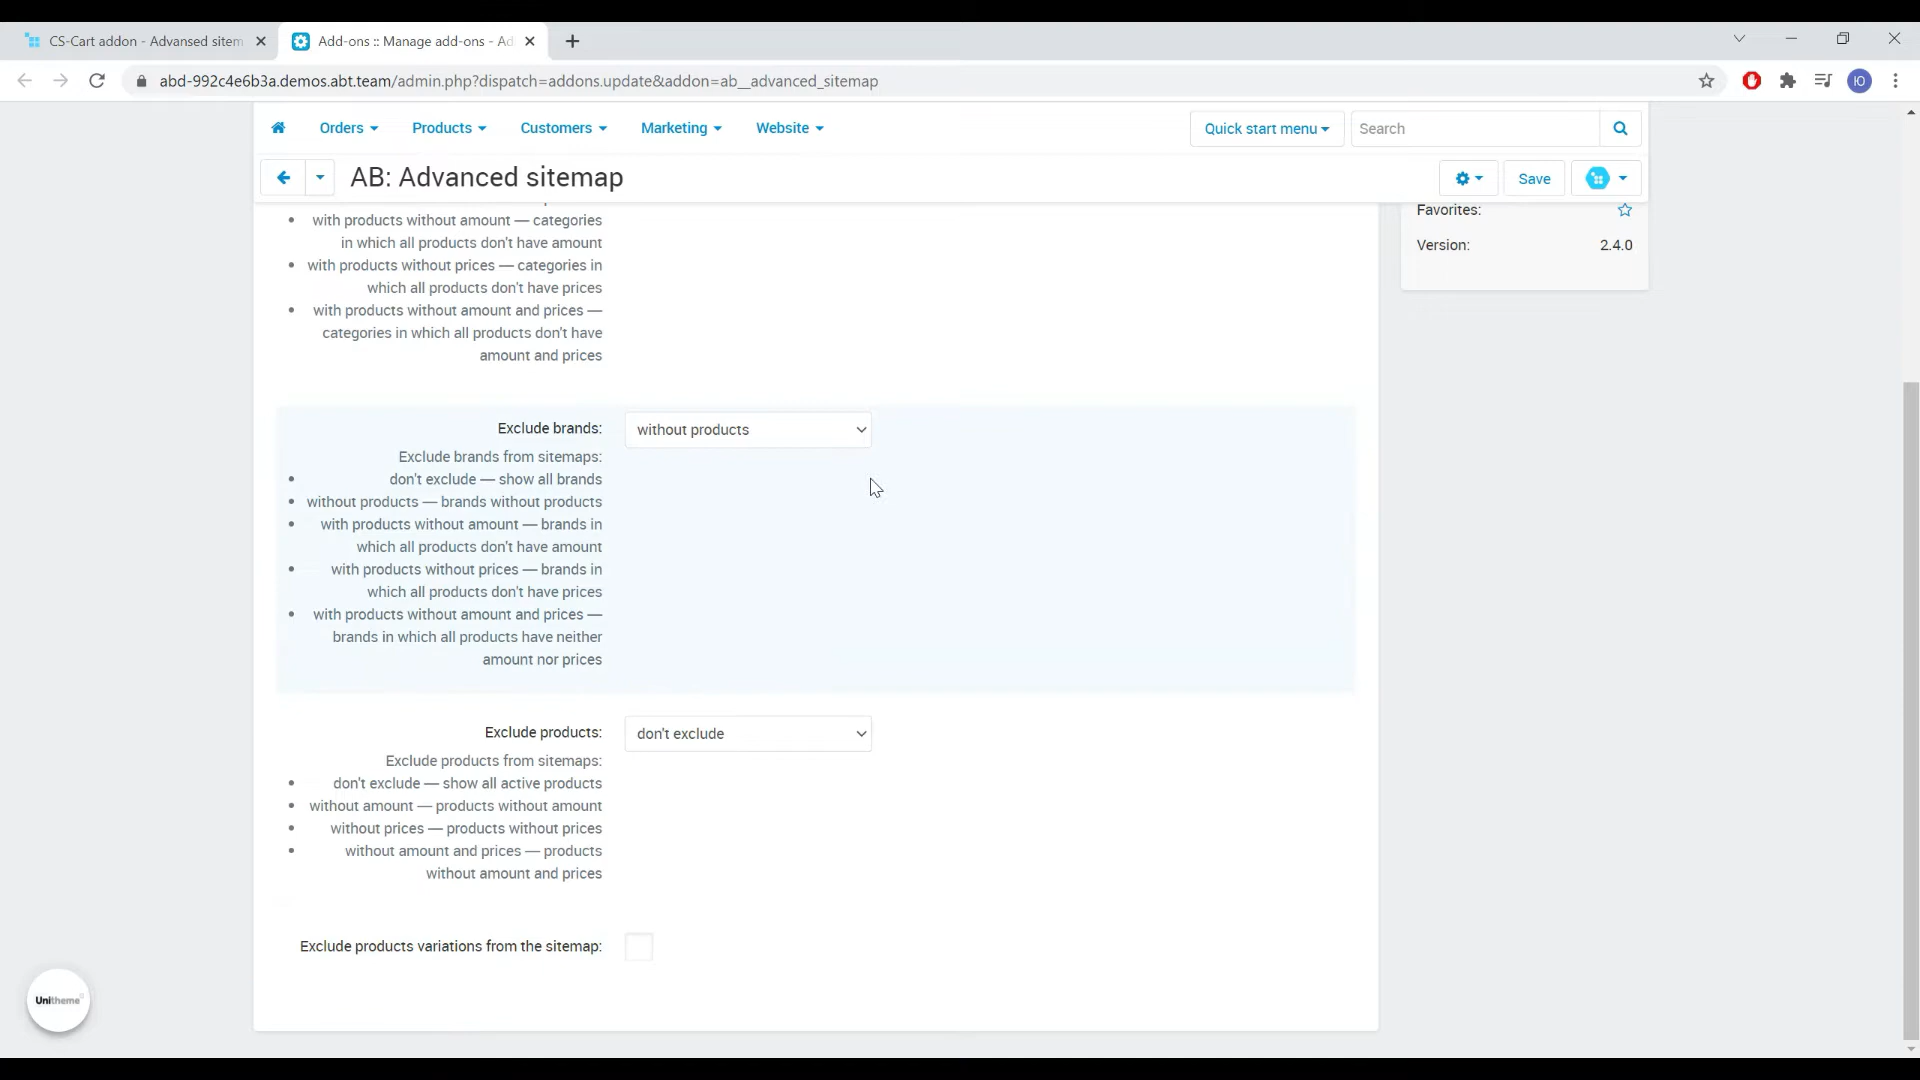 CS-Cart addon - Advansed sitem
Add-ons :: Manage add-ons - Ad
abd-992c4e6b3a.demos.abt.team/admin.php?dispatch=addons.update&addon=ab__advanced_sitemap
Ю
Orders
Products
Customers
Marketing
Website
Quick start menu
Search
AB: Advanced sitemap
Save
Favorites:
Version: 2.4.0
with products without amount — categories
in which all products don't have amount
with products without prices — categories in
which all products don't have prices
with products without amount and prices —
categories in which all products don't have
amount and prices
Exclude brands: without products
Exclude brands from sitemaps:
don't exclude — show all brands
without products — brands without products
with products without amount — brands in
which all products don't have amount
with products without prices — brands in
which all products don't have prices
with products without amount and prices —
brands in which all products have neither
amount nor prices
Exclude products: don't exclude
Exclude products from sitemaps:
don't exclude — show all active products
without amount — products without amount
without prices — products without prices
without amount and prices — products
without amount and prices
Exclude products variations from the sitemap:
Unitheme